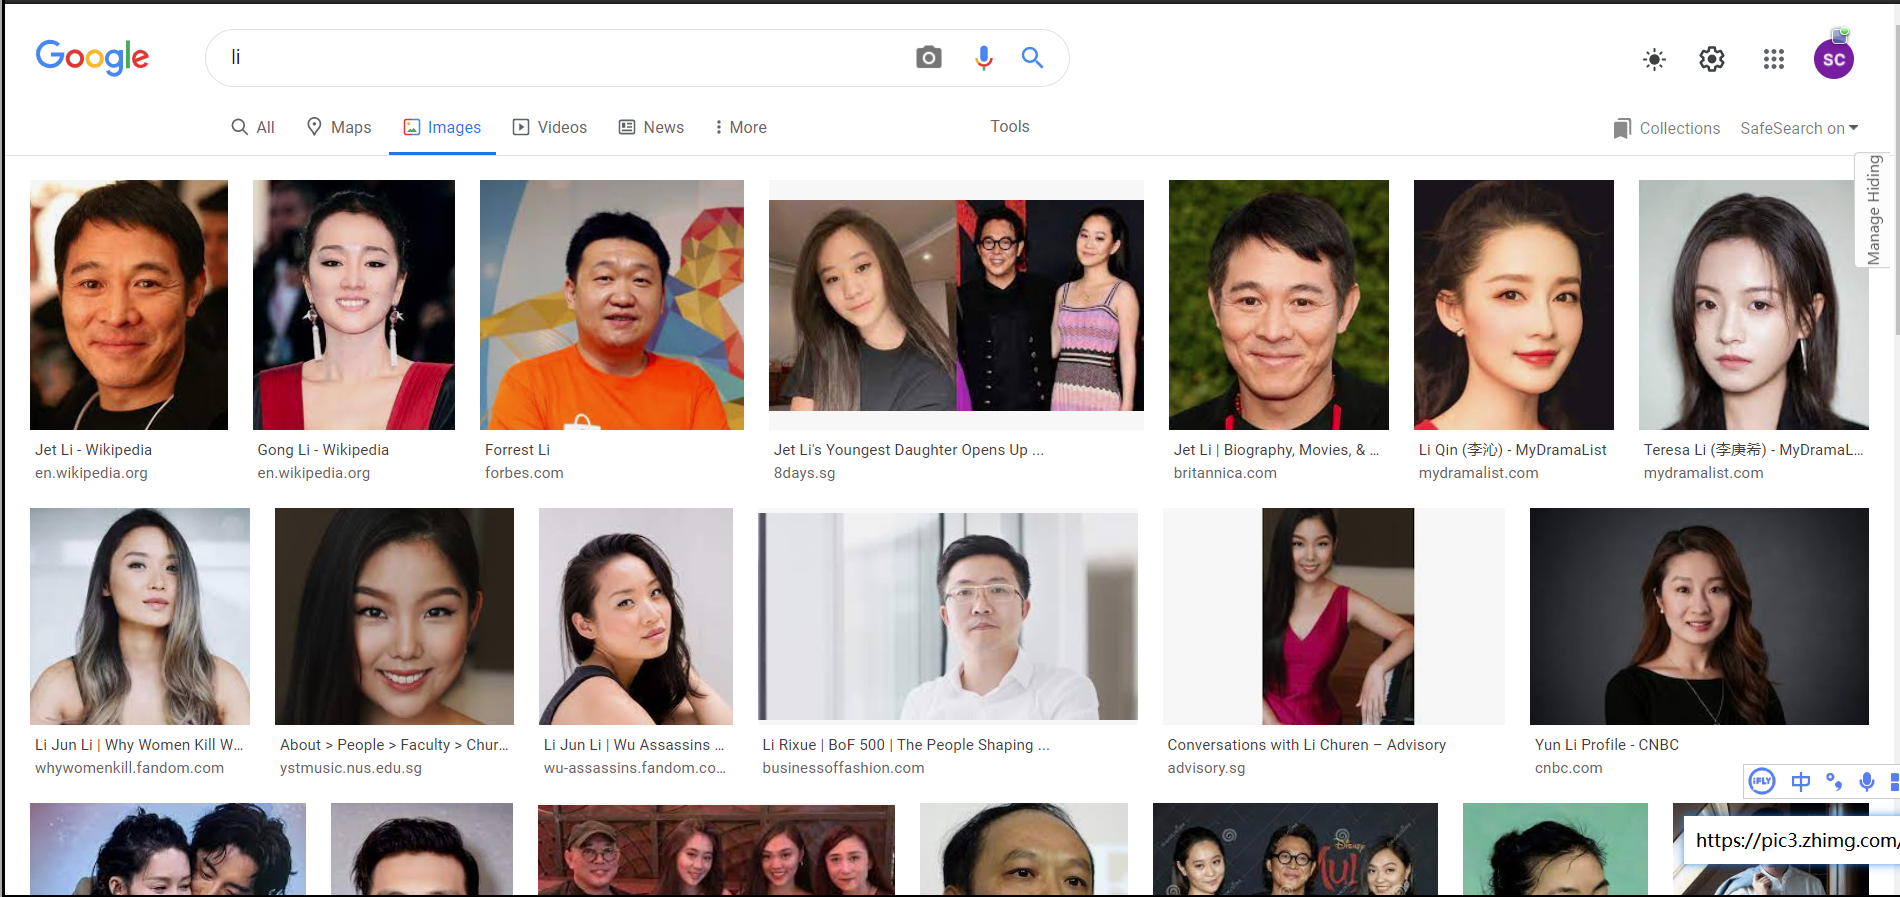 Google
li
SC
All
Maps
Images
Videos
News
More
Tools
Collections
SafeSearch on
Manage Hiding
Jet Li - Wikipedia
en.wikipedia.org
Gong Li - Wikipedia
en.wikipedia.org
Forrest Li
forbes.com
Jet Li's Youngest Daughter Opens Up ...
8days.sg
Jet Li | Biography, Movies, & ...
britannica.com
Li Qin (李沁) - MyDramaList
mydramalist.com
Teresa Li (李庚希) - MyDramaL...
mydramalist.com
Li Jun Li | Why Women Kill W...
whywomenkill.fandom.com
About > People > Faculty > Chur...
ystmusic.nus.edu.sg
Li Jun Li | Wu Assassins ...
wu-assassins.fandom.co...
Li Rixue | BoF 500 | The People Shaping ...
businessoffashion.com
Conversations with Li Churen – Advisory
advisory.sg
Yun Li Profile - CNBC
cnbc.com
iFLY
中
Disney
https://pic3.zhimg.com/